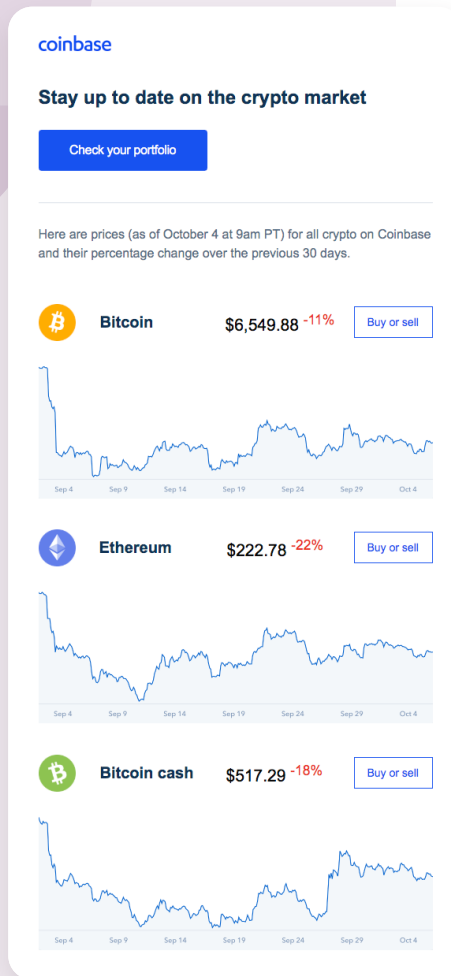 coinbase
Stay up to date on the crypto market
Check your portfolio
Here are prices (as of October 4 at 9am PT) for all crypto on Coinbase
and their percentage change over the previous 30 days.
Bitcoin $6,549.88 -11% Buy or sell
Sep 4 Sep 9 Sep 14 Sep 19 Sep 24 Sep 29 Oct 4
Ethereum $222.78 -22% Buy or sell
Sep 4 Sep 9 Sep 14 Sep 19 Sep 24 Sep 29 Oct 4
Bitcoin cash $517.29 -18% Buy or sell
Sep 4 Sep 9 Sep 14 Sep 19 Sep 24 Sep 29 Oct 4